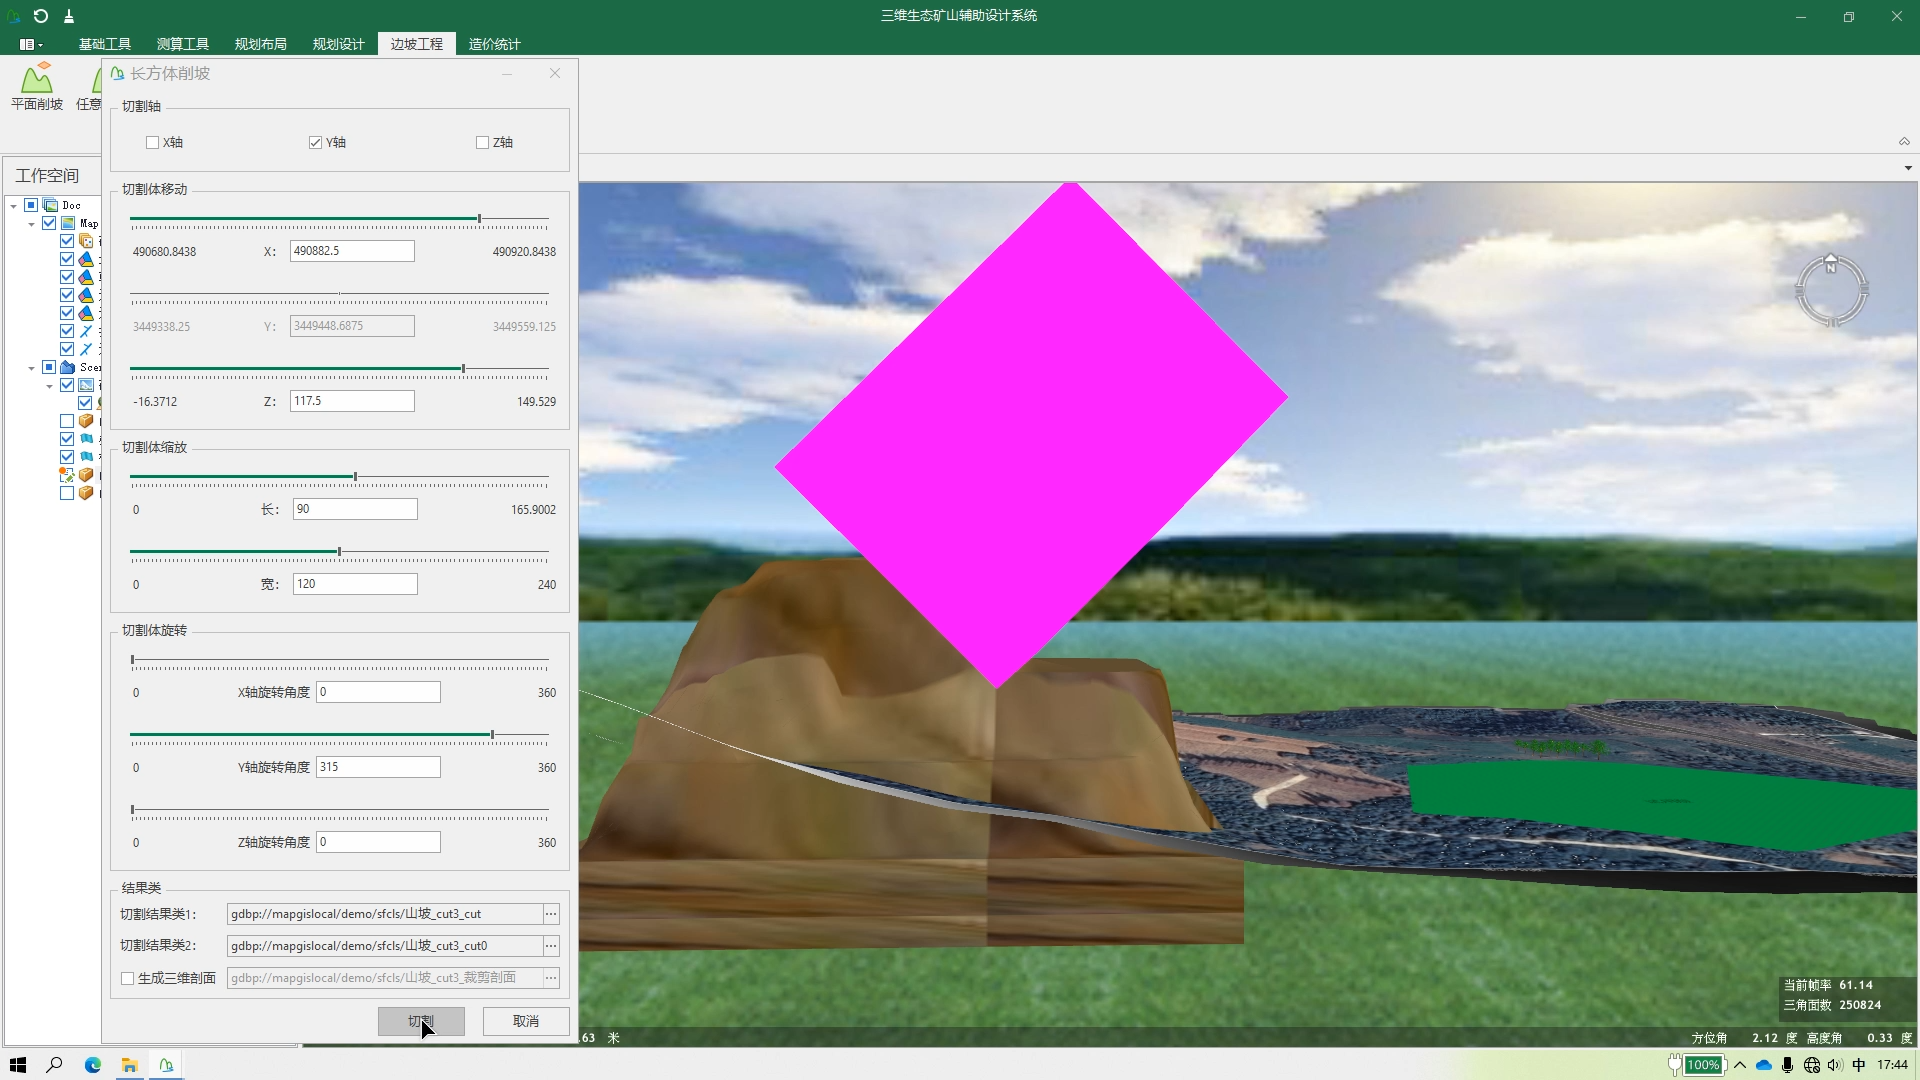 三维生态矿山辅助设计系统
基础工具 测算工具 规划布局 规划设计 边坡工程 造价统计
平面削坡 任意
长方体削坡
切割轴
X轴 Y轴 Z轴
工作空间
Doc
Map
切割体移动
490680.8438 X: 490882.5 490920.8438
3449338.25 Y: 3449448.6875 3449559.125
-16.3712 Z: 117.5 149.529
切割体缩放
0 长: 90 165.9002
0 宽: 120 240
切割体旋转
0 X轴旋转角度 0 360
0 Y轴旋转角度 315 360
0 Z轴旋转角度 0 360
结果类
切割结果类1: gdbp://mapgislocal/demo/sfcls/山坡_cut3_cut ...
切割结果类2: gdbp://mapgislocal/demo/sfcls/山坡_cut3_cut0 ...
生成三维剖面 gdbp://mapgislocal/demo/sfcls/山坡_cut3_裁剪剖面 ...
切割 取消
N
当前帧率 61.14
三角面数 250824
.63 米 方位角 2.12 度 高度角 0.33 度
100% 中 17:44